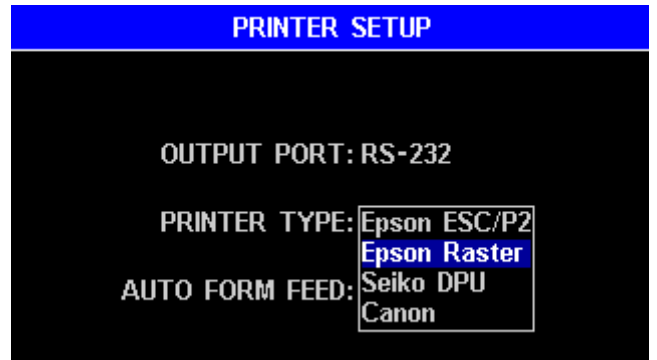 PRINTER SETUP
OUTPUT PORT: RS-232
PRINTER TYPE: Epson ESC/P2
Epson Raster
AUTO FORM FEED: Seiko DPU
Canon